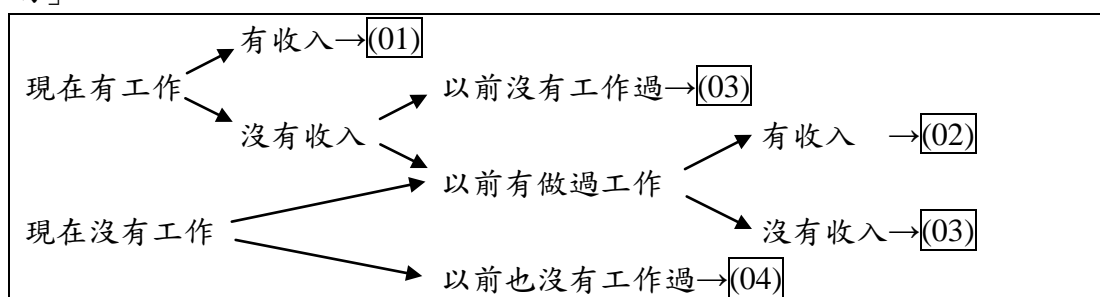 有收入→(01)
現在有工作 以前沒有工作過→(03)
沒有收入 有收入 →(02)
以前有做過工作
現在沒有工作 沒有收入→(03)
以前也沒有工作過→(04)